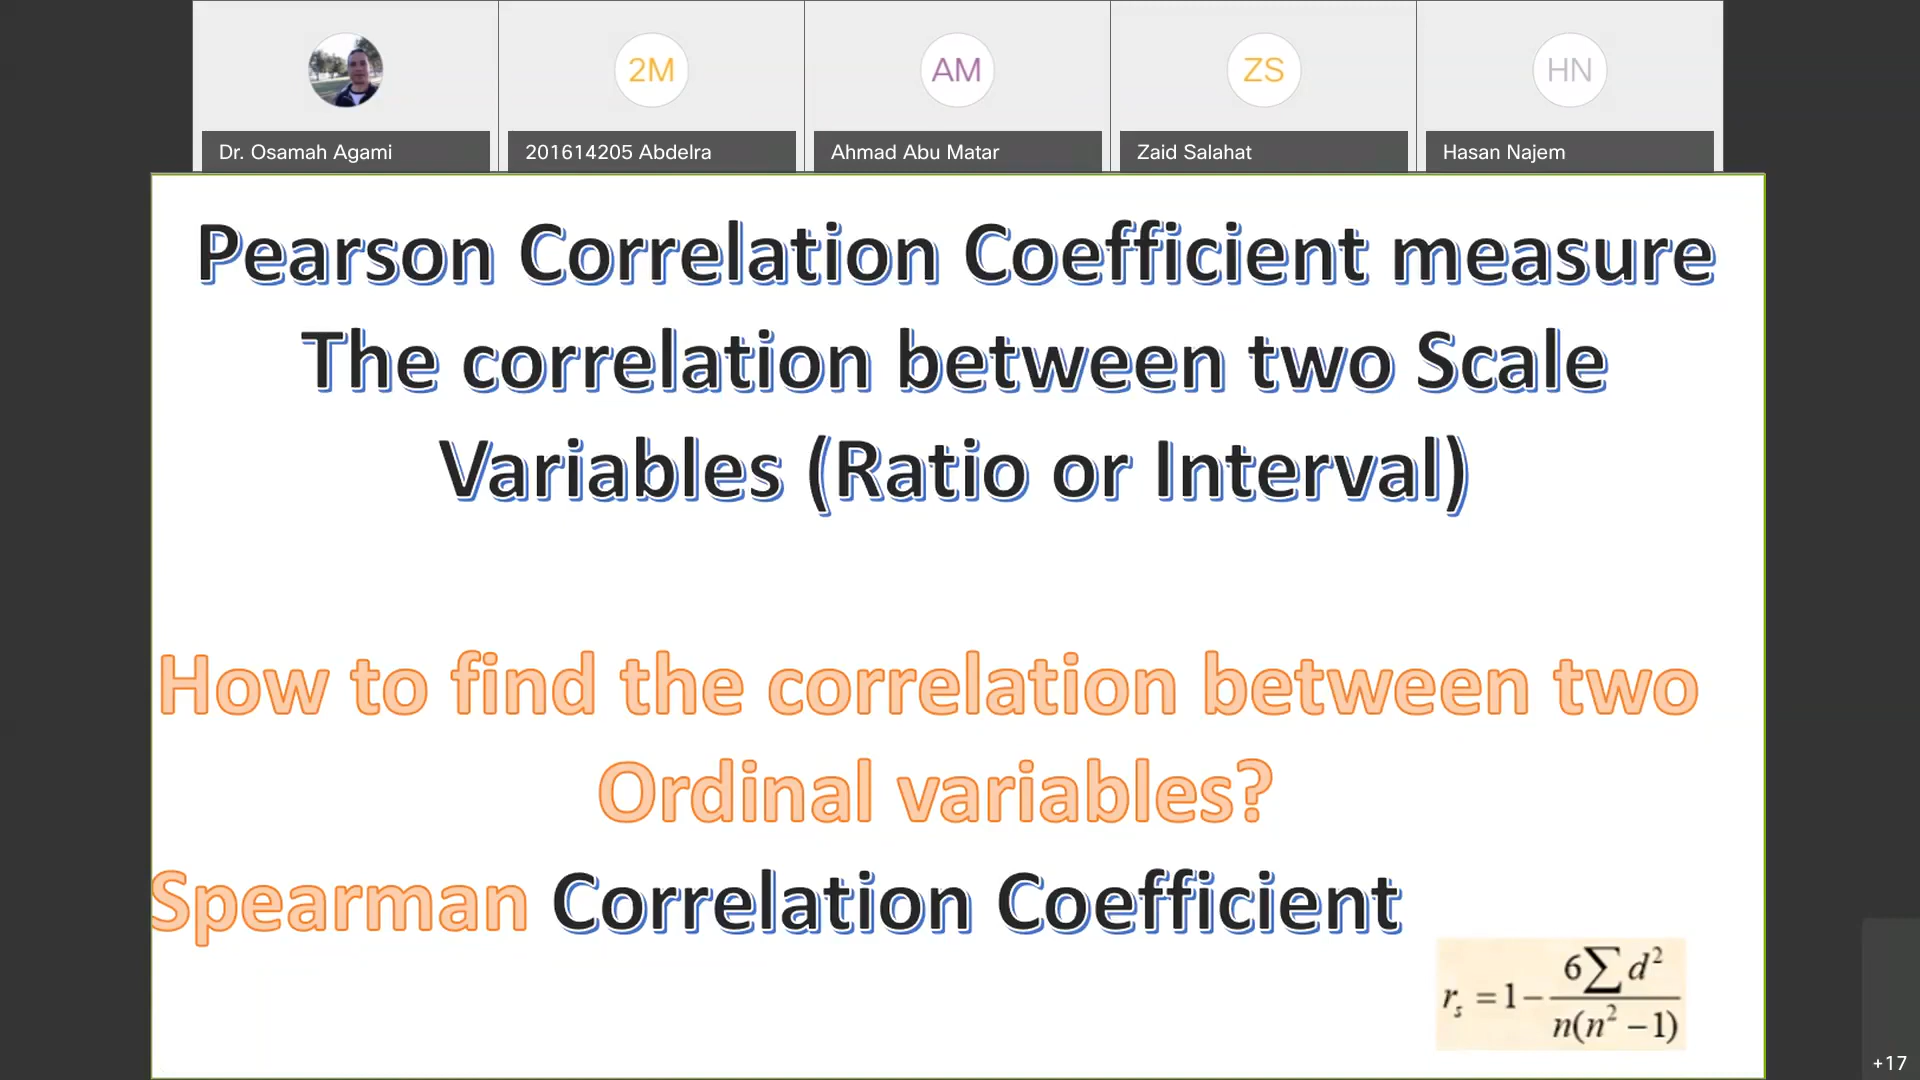 2M
AM
ZS
HN
Dr. Osamah Agami
201614205 Abdelra
Ahmad Abu Matar
Zaid Salahat
Hasan Najem
Pearson Correlation Coefficient measure
The correlation between two Scale
Variables (Ratio or Interval)
How to find the correlation between two
Ordinal variables?
Spearman Correlation Coefficient
r_s = 1 − 6∑d² / n(n² − 1)
+17